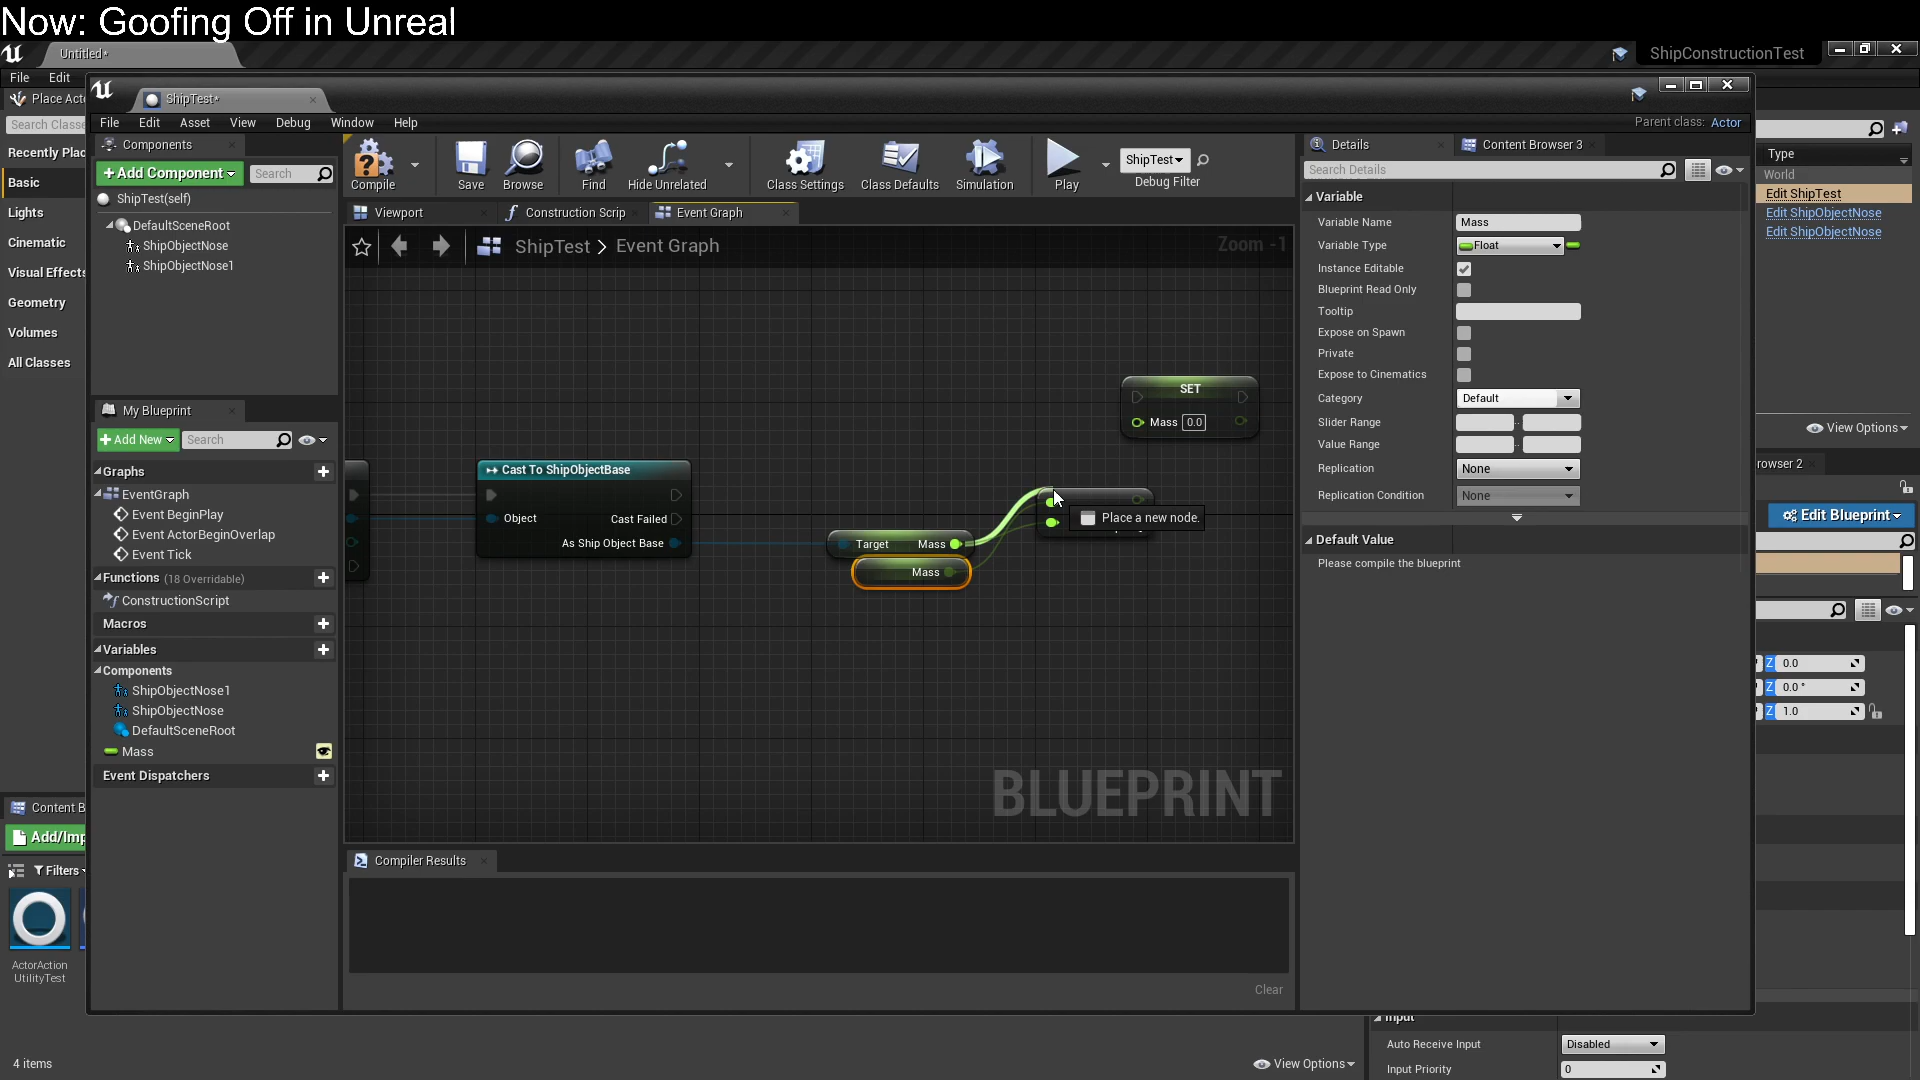 Now: Goofing Off in Unreal
Untitled*
ShipConstructionTest
File Edit
Place Acto
Search Classe
Recently Plac
Basic
Lights
Cinematic
Visual Effects
Geometry
Volumes
All Classes
Content B
Add/Imp
Filters
ActorAction
UtilityTest
4 items
View Options
ShipTest*
File Edit Asset View Debug Window Help
Parent class: Actor
Components
+Add Component
Search
ShipTest(self)
DefaultSceneRoot
ShipObjectNose
ShipObjectNose1
My Blueprint
+Add New
Search
Graphs
EventGraph
Event BeginPlay
Event ActorBeginOverlap
Event Tick
Functions (18 Overridable)
ConstructionScript
Macros
Variables
Components
ShipObjectNose1
ShipObjectNose
DefaultSceneRoot
Mass
Event Dispatchers
Compile
Save
Browse
Find
Hide Unrelated
Class Settings
Class Defaults
Simulation
Play
ShipTest
Debug Filter
Viewport
Construction Scrip
Event Graph
ShipTest > Event Graph
Zoom -1
SET
Mass 0.0
Cast To ShipObjectBase
Object
Cast Failed
As Ship Object Base
Target Mass
Mass
Place a new node.
BLUEPRINT
Compiler Results
Clear
Details
Content Browser 3
Search Details
Variable
Variable Name Mass
Variable Type Float
Instance Editable
Blueprint Read Only
Tooltip
Expose on Spawn
Private
Expose to Cinematics
Category Default
Slider Range
Value Range
Replication None
Replication Condition None
Default Value
Please compile the blueprint
Type
World
Edit ShipTest
Edit ShipObjectNose
Edit ShipObjectNose
View Options
rowser 2
Edit Blueprint
Z 0.0
Z 0.0 °
Z 1.0
Input
Auto Receive Input Disabled
Input Priority 0